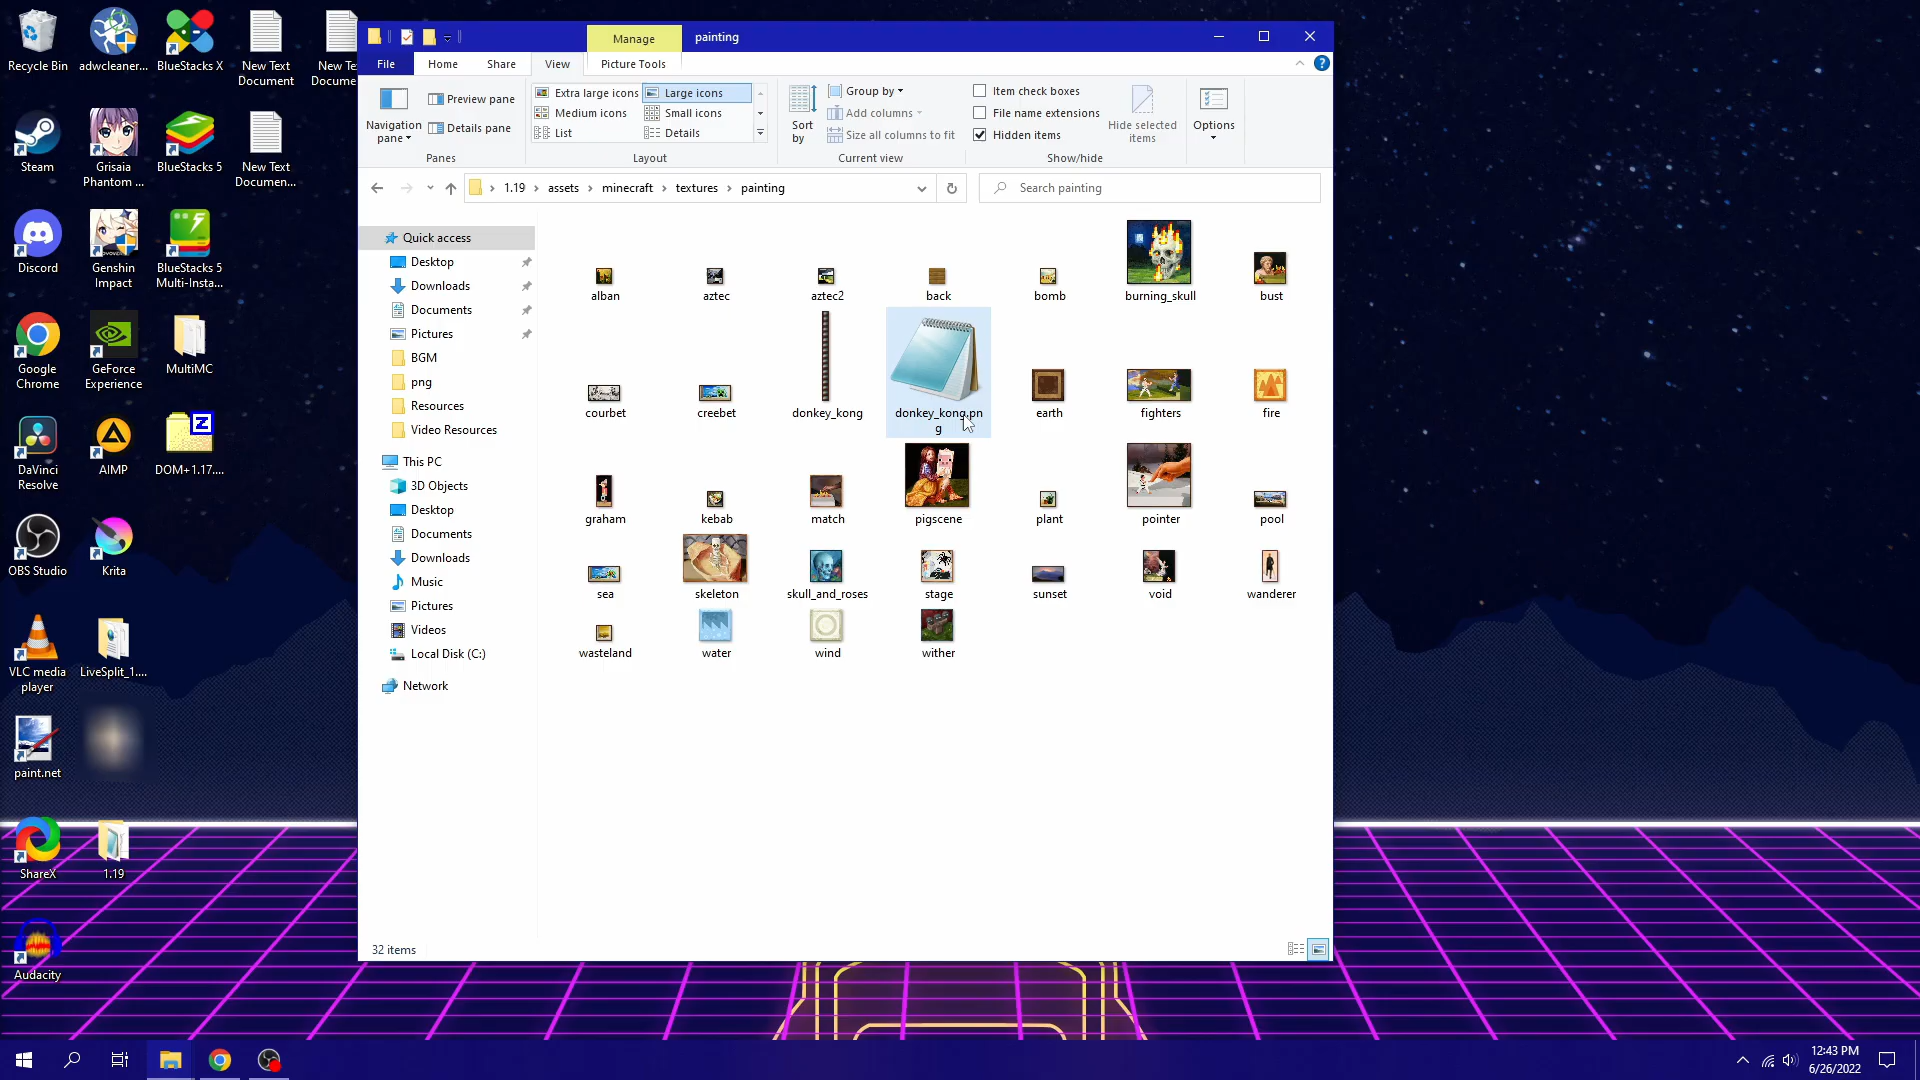 Recycle Bin
adwcleaner...
BlueStacks X
New Text
Document
New Te
Docume
Steam
Grisaia
Phantom ...
BlueStacks 5
New Text
Documen...
Discord
Genshin
Impact
BlueStacks 5
Multi-Insta...
Google
Chrome
GeForce
Experience
MultiMC
DaVinci
Resolve
AIMP
DOM+1.17....
OBS Studio
Krita
VLC media
player
LiveSplit_1....
paint.net
ShareX
1.19
Audacity
Manage
painting
File
Home
Share
View
Picture Tools
Navigation
pane
Preview pane
Details pane
Panes
Extra large icons
Large icons
Medium icons
Small icons
List
Details
Layout
Sort
by
Group by
Add columns
Size all columns to fit
Current view
Item check boxes
File name extensions
Hidden items
Hide selected
items
Show/hide
Options
1.19 › assets › minecraft › textures › painting
Search painting
Quick access
Desktop
Downloads
Documents
Pictures
BGM
png
Resources
Video Resources
This PC
3D Objects
Desktop
Documents
Downloads
Music
Pictures
Videos
Local Disk (C:)
Network
alban
aztec
aztec2
back
bomb
burning_skull
bust
courbet
creebet
donkey_kong
donkey_kong.pn
g
earth
fighters
fire
graham
kebab
match
pigscene
plant
pointer
pool
sea
skeleton
skull_and_roses
stage
sunset
void
wanderer
wasteland
water
wind
wither
32 items
12:43 PM
6/26/2022